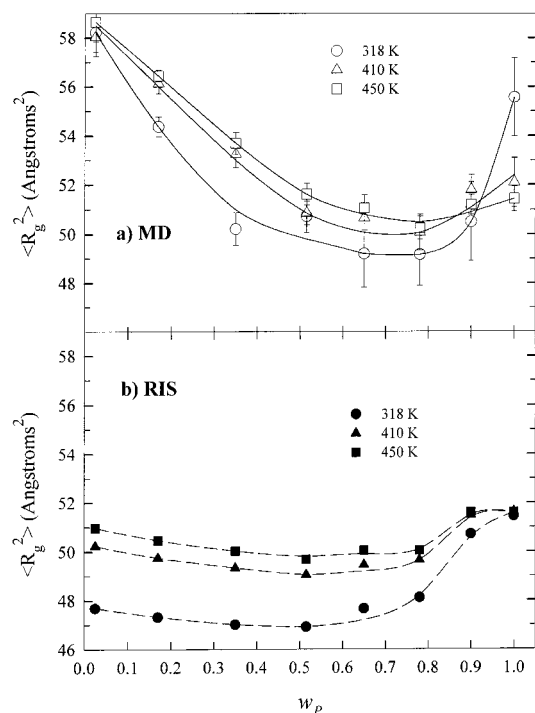 58
56
54
52
50
48
<R_g^2> (Angstroms^2)
318 K
410 K
450 K
a) MD
58
56
54
52
50
48
46
<R_g^2> (Angstroms^2)
b) RIS
318 K
410 K
450 K
0.0 0.1 0.2 0.3 0.4 0.5 0.6 0.7 0.8 0.9 1.0
w_P